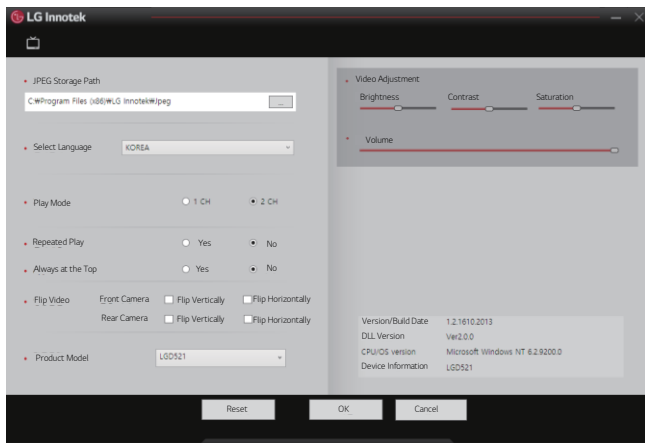 LG Innotek
JPEG Storage Path
C:₩Program Files (x86)₩LG Innotek₩Jpeg
...
Select Language KOREA
Play Mode 1 CH 2 CH
Repeated Play Yes No
Always at the Top Yes No
Flip Video Front Camera Flip Vertically Flip Horizontally
Rear Camera Flip Vertically Flip Horizontally
Product Model LGD521
Video Adjustment
Brightness Contrast Saturation
Volume
Version/Build Date 1.2.1610.2013
DLL Version Ver2.0.0
CPU/OS version Microsoft Windows NT 6.2.9200.0
Device Information LGD521
Reset OK Cancel